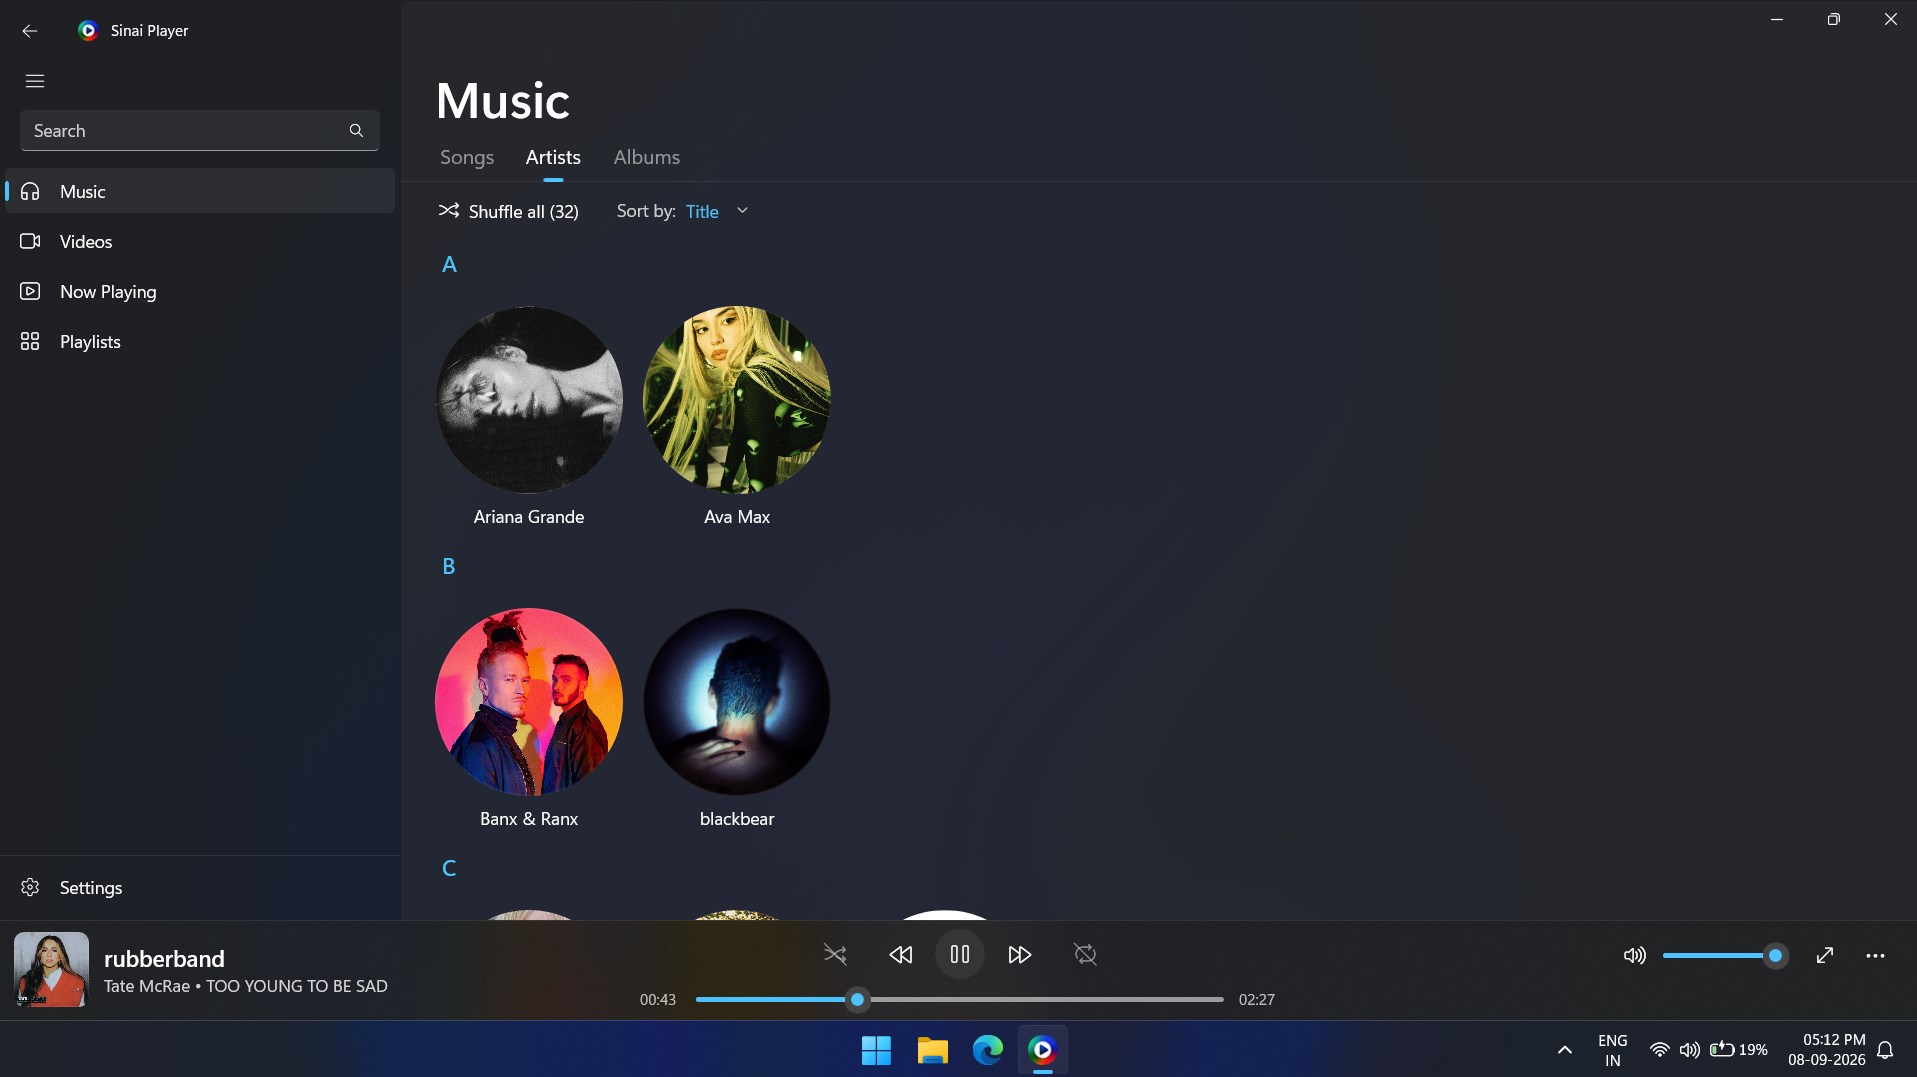 Sinai Player
Search
Music
Videos
Now Playing
Playlists
Settings
Music
Songs Artists Albums
Shuffle all (32) Sort by: Title
A
Ariana Grande Ava Max
B
Banx & Ranx blackbear
C
rubberband
Tate McRae • TOO YOUNG TO BE SAD
00:43 02:27
ENG
IN
19%
05:12 PM
08-09-2026